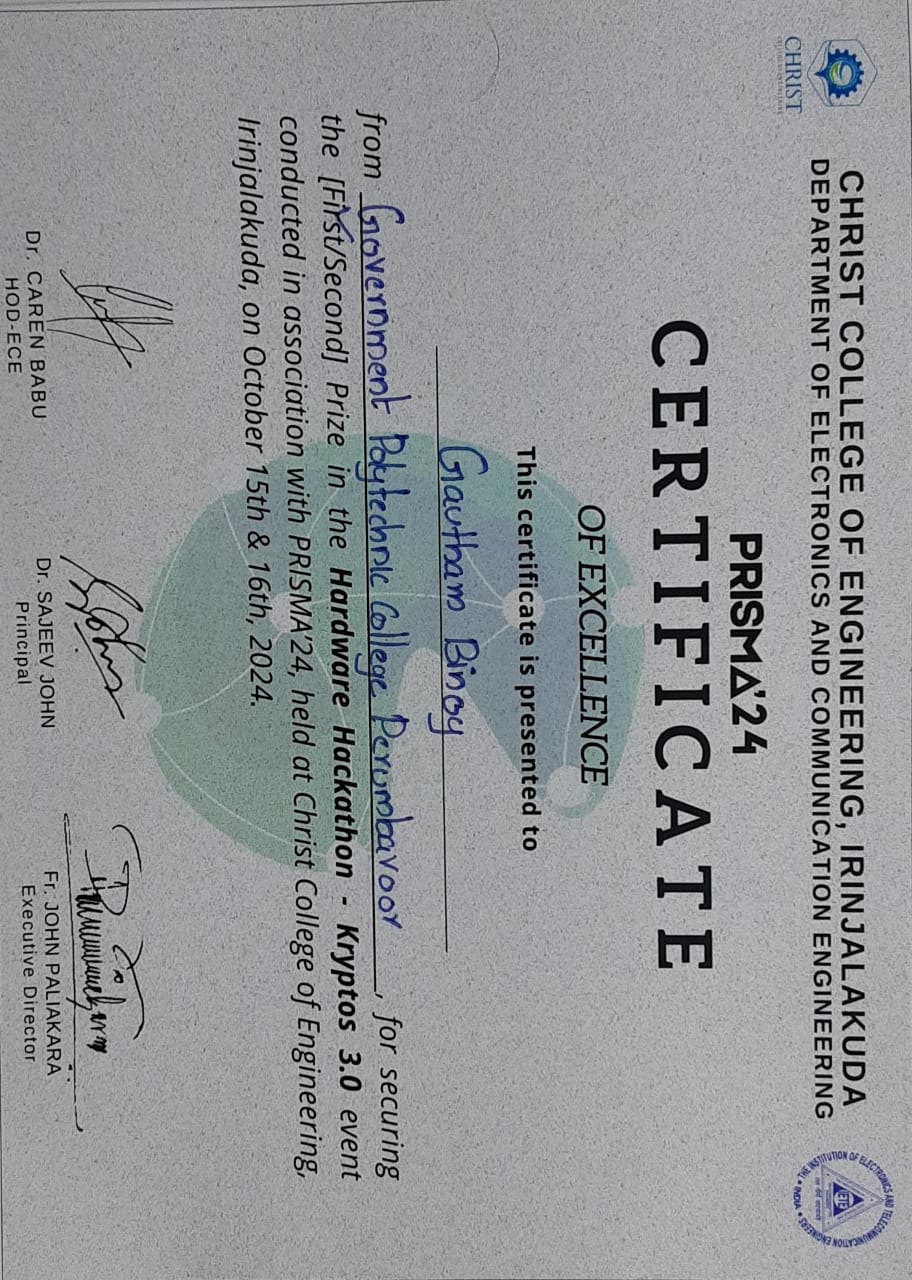 CHRIST COLLEGE OF ENGINEERING, IRINJALAKUDA
DEPARTMENT OF ELECTRONICS AND COMMUNICATION ENGINEERING
CHRIST
COLLEGE OF ENGINEERING
THE INSTITUTION OF ELECTRONICS AND TELECOMMUNICATION ENGINEERS
IETE
• INDIA •
PRISMA'24
CERTIFICATE
OF EXCELLENCE
This certificate is presented to
Gautham Binoy
from Government Polytechnic College Perumbavoor, for securing
the [First/Second] Prize in the Hardware Hackathon - Kryptos 3.0 event
conducted in association with PRISMA'24, held at Christ College of Engineering,
Irinjalakuda, on October 15th & 16th, 2024.
Dr. CAREN BABU
HOD-ECE
Dr. SAJEEV JOHN
Principal
Fr. JOHN PALIAKARA
Executive Director